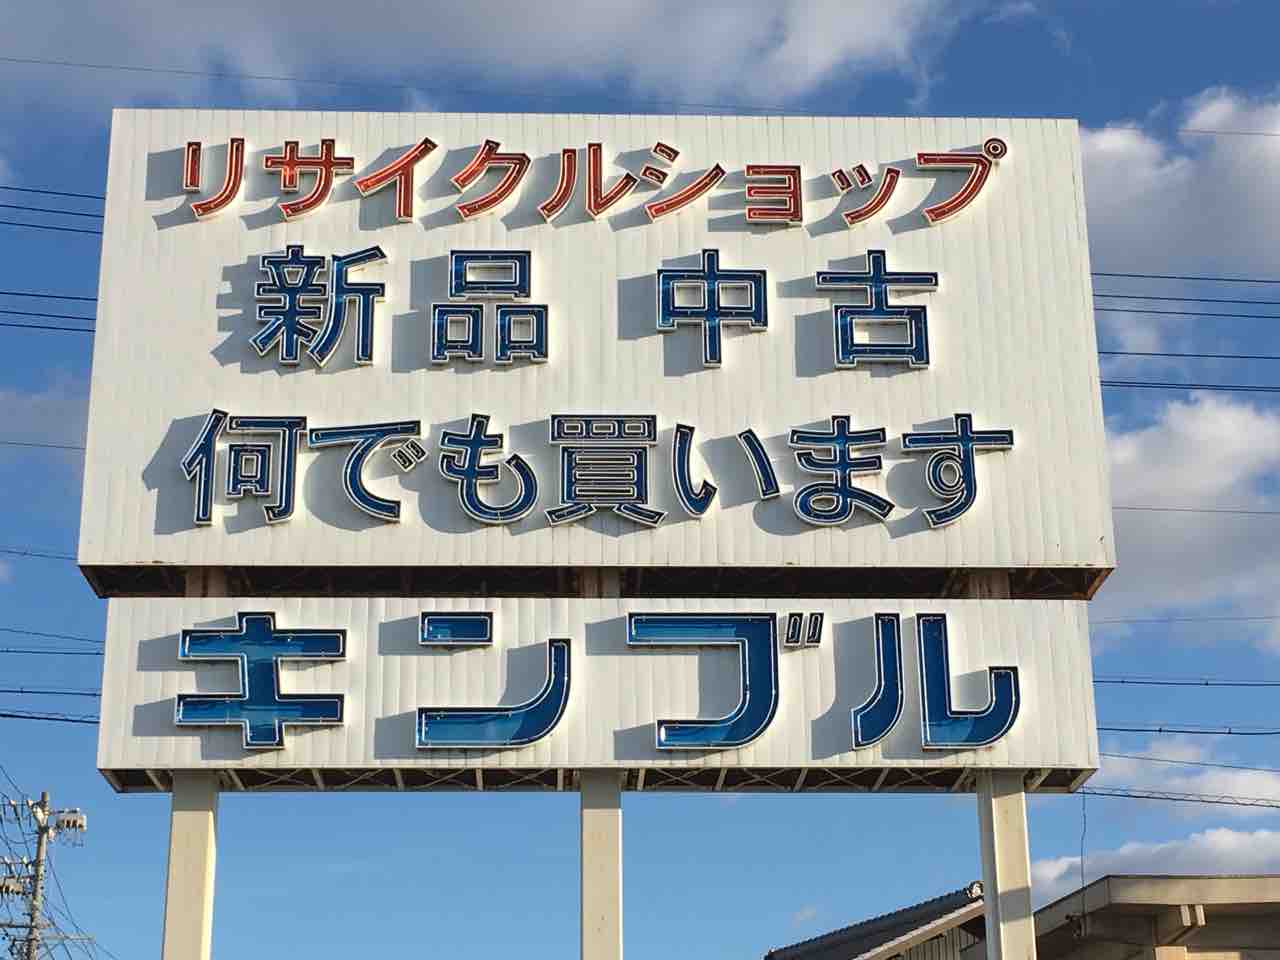 リサイクルショップ
新品 中古
何でも買います
キンブル